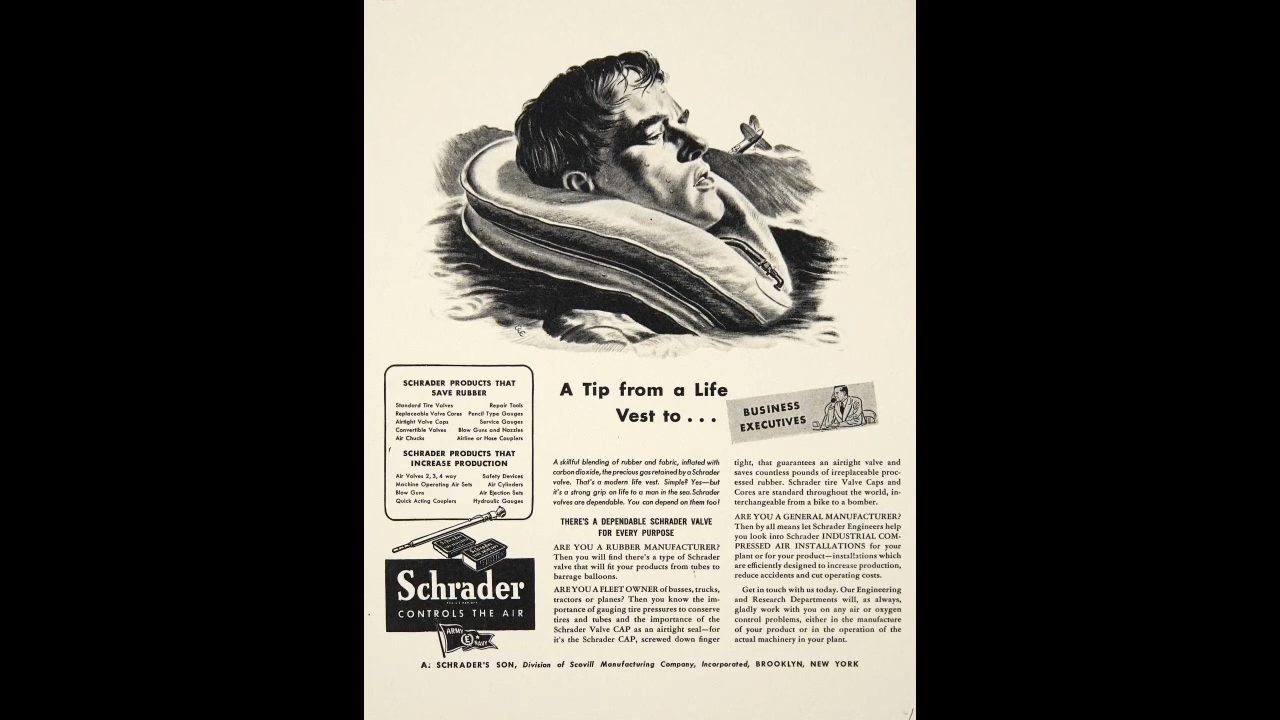 A Tip from a Life
Vest to . . .
BUSINESS
EXECUTIVES
SCHRADER PRODUCTS THAT
SAVE RUBBER
Standard Tire Valves Repair Tools
Replaceable Valve Cores Pencil Type Gauges
Airtight Valve Caps Service Gauges
Convertible Valves Blow Guns and Nozzles
Air Chucks Airline or Hose Couplers
SCHRADER PRODUCTS THAT
INCREASE PRODUCTION
Air Valves 2, 3, 4 way Safety Devices
Machine Operating Air Sets Air Cylinders
Blow Guns Air Ejection Sets
Quick Acting Couplers Hydraulic Gauges
Schrader
CONTROLS THE AIR
ARMY
E
NAVY
A skillful blending of rubber and fabric, inflated with
carbon dioxide, the precious gas retained by a Schrader
valve. That's a modern life vest. Simple? Yes—but
it's a strong grip on life to a man in the sea. Schrader
valves are dependable. You can depend on them too!
THERE'S A DEPENDABLE SCHRADER VALVE
FOR EVERY PURPOSE
ARE YOU A RUBBER MANUFACTURER?
Then you will find there's a type of Schrader
valve that will fit your products from tubes to
barrage balloons.
ARE YOU A FLEET OWNER of busses, trucks,
tractors or planes? Then you know the im-
portance of gauging tire pressures to conserve
tires and tubes and the importance of the
Schrader Valve CAP as an airtight seal—for
it's the Schrader CAP, screwed down finger
tight, that guarantees an airtight valve and
saves countless pounds of irreplaceable proc-
essed rubber. Schrader tire Valve Caps and
Cores are standard throughout the world, in-
terchangeable from a bike to a bomber.
ARE YOU A GENERAL MANUFACTURER?
Then by all means let Schrader Engineers help
you look into Schrader INDUSTRIAL COM-
PRESSED AIR INSTALLATIONS for your
plant or for your product—installations which
are efficiently designed to increase production,
reduce accidents and cut operating costs.
Get in touch with us today. Our Engineering
and Research Departments will, as always,
gladly work with you on any air or oxygen
control problems, either in the manufacture
of your product or in the operation of the
actual machinery in your plant.
A. SCHRADER'S SON, Division of Scovill Manufacturing Company, Incorporated, BROOKLYN, NEW YORK